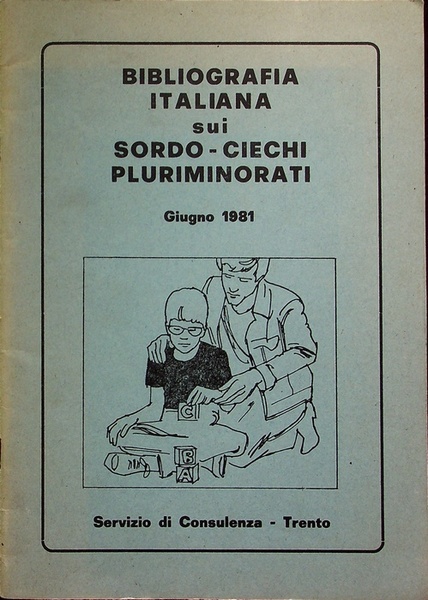 BIBLIOGRAFIA
ITALIANA
sui
SORDO - CIECHI
PLURIMINORATI
Giugno 1981
C
B
A
Servizio di Consulenza - Trento